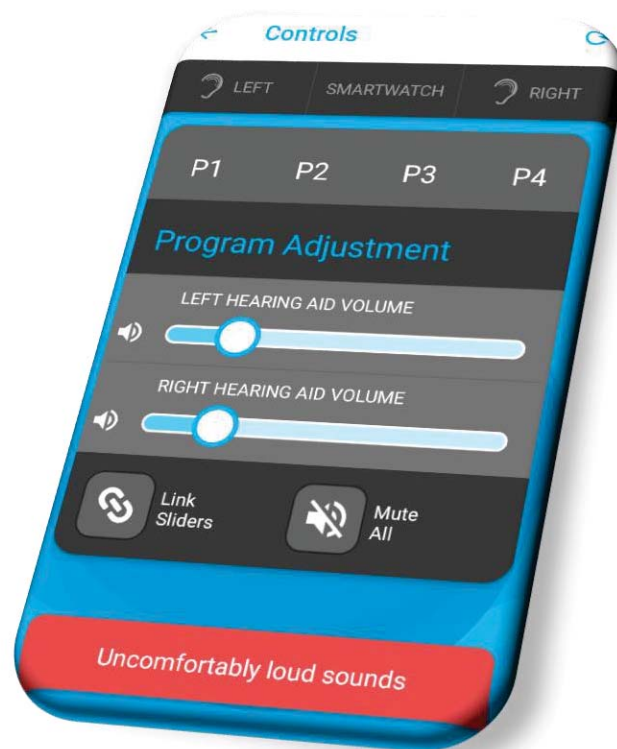 Controls
LEFT SMARTWATCH RIGHT
P1 P2 P3 P4
Program Adjustment
LEFT HEARING AID VOLUME
RIGHT HEARING AID VOLUME
Link
Sliders
Mute
All
Uncomfortably loud sounds